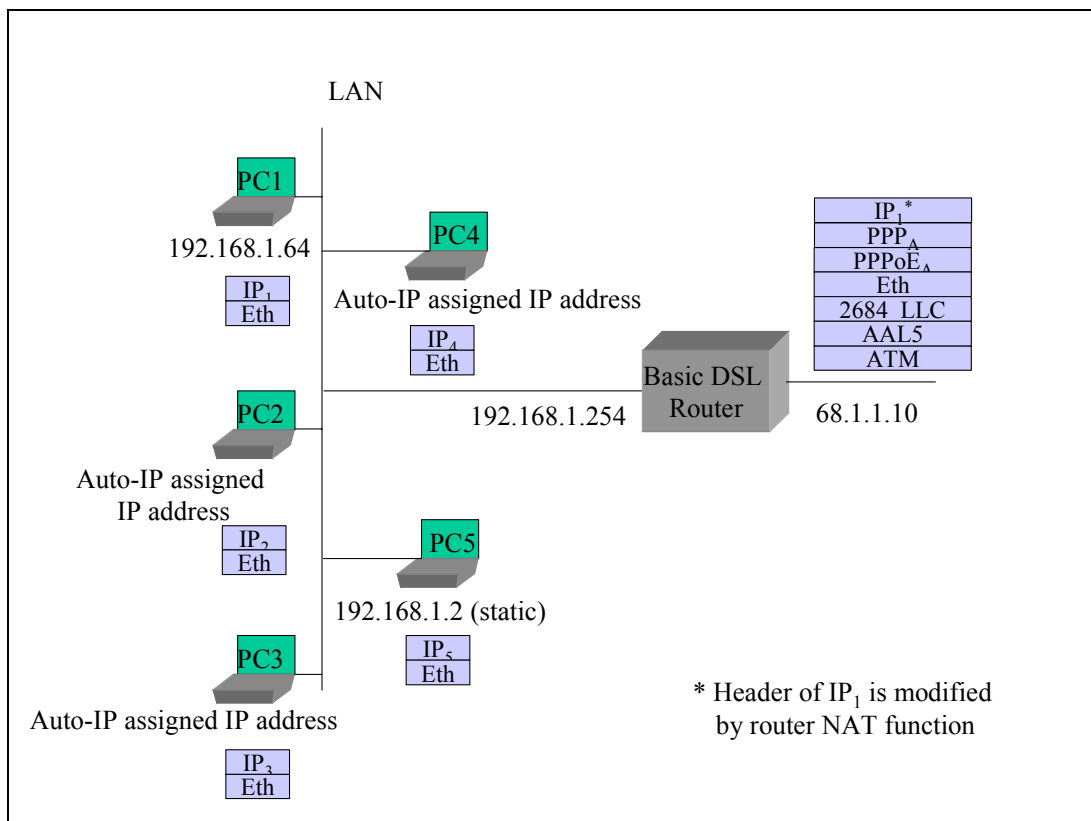 LAN
PC1
192.168.1.64
IP1
Eth
PC4
Auto-IP assigned IP address
IP4
Eth
IP1*
PPPA
PPPoEA
Eth
2684 LLC
AAL5
ATM
Basic DSL
Router
192.168.1.254
68.1.1.10
PC2
Auto-IP assigned
IP address
IP2
Eth
PC5
192.168.1.2 (static)
IP5
Eth
PC3
Auto-IP assigned IP address
IP3
Eth
* Header of IP1 is modified
by router NAT function